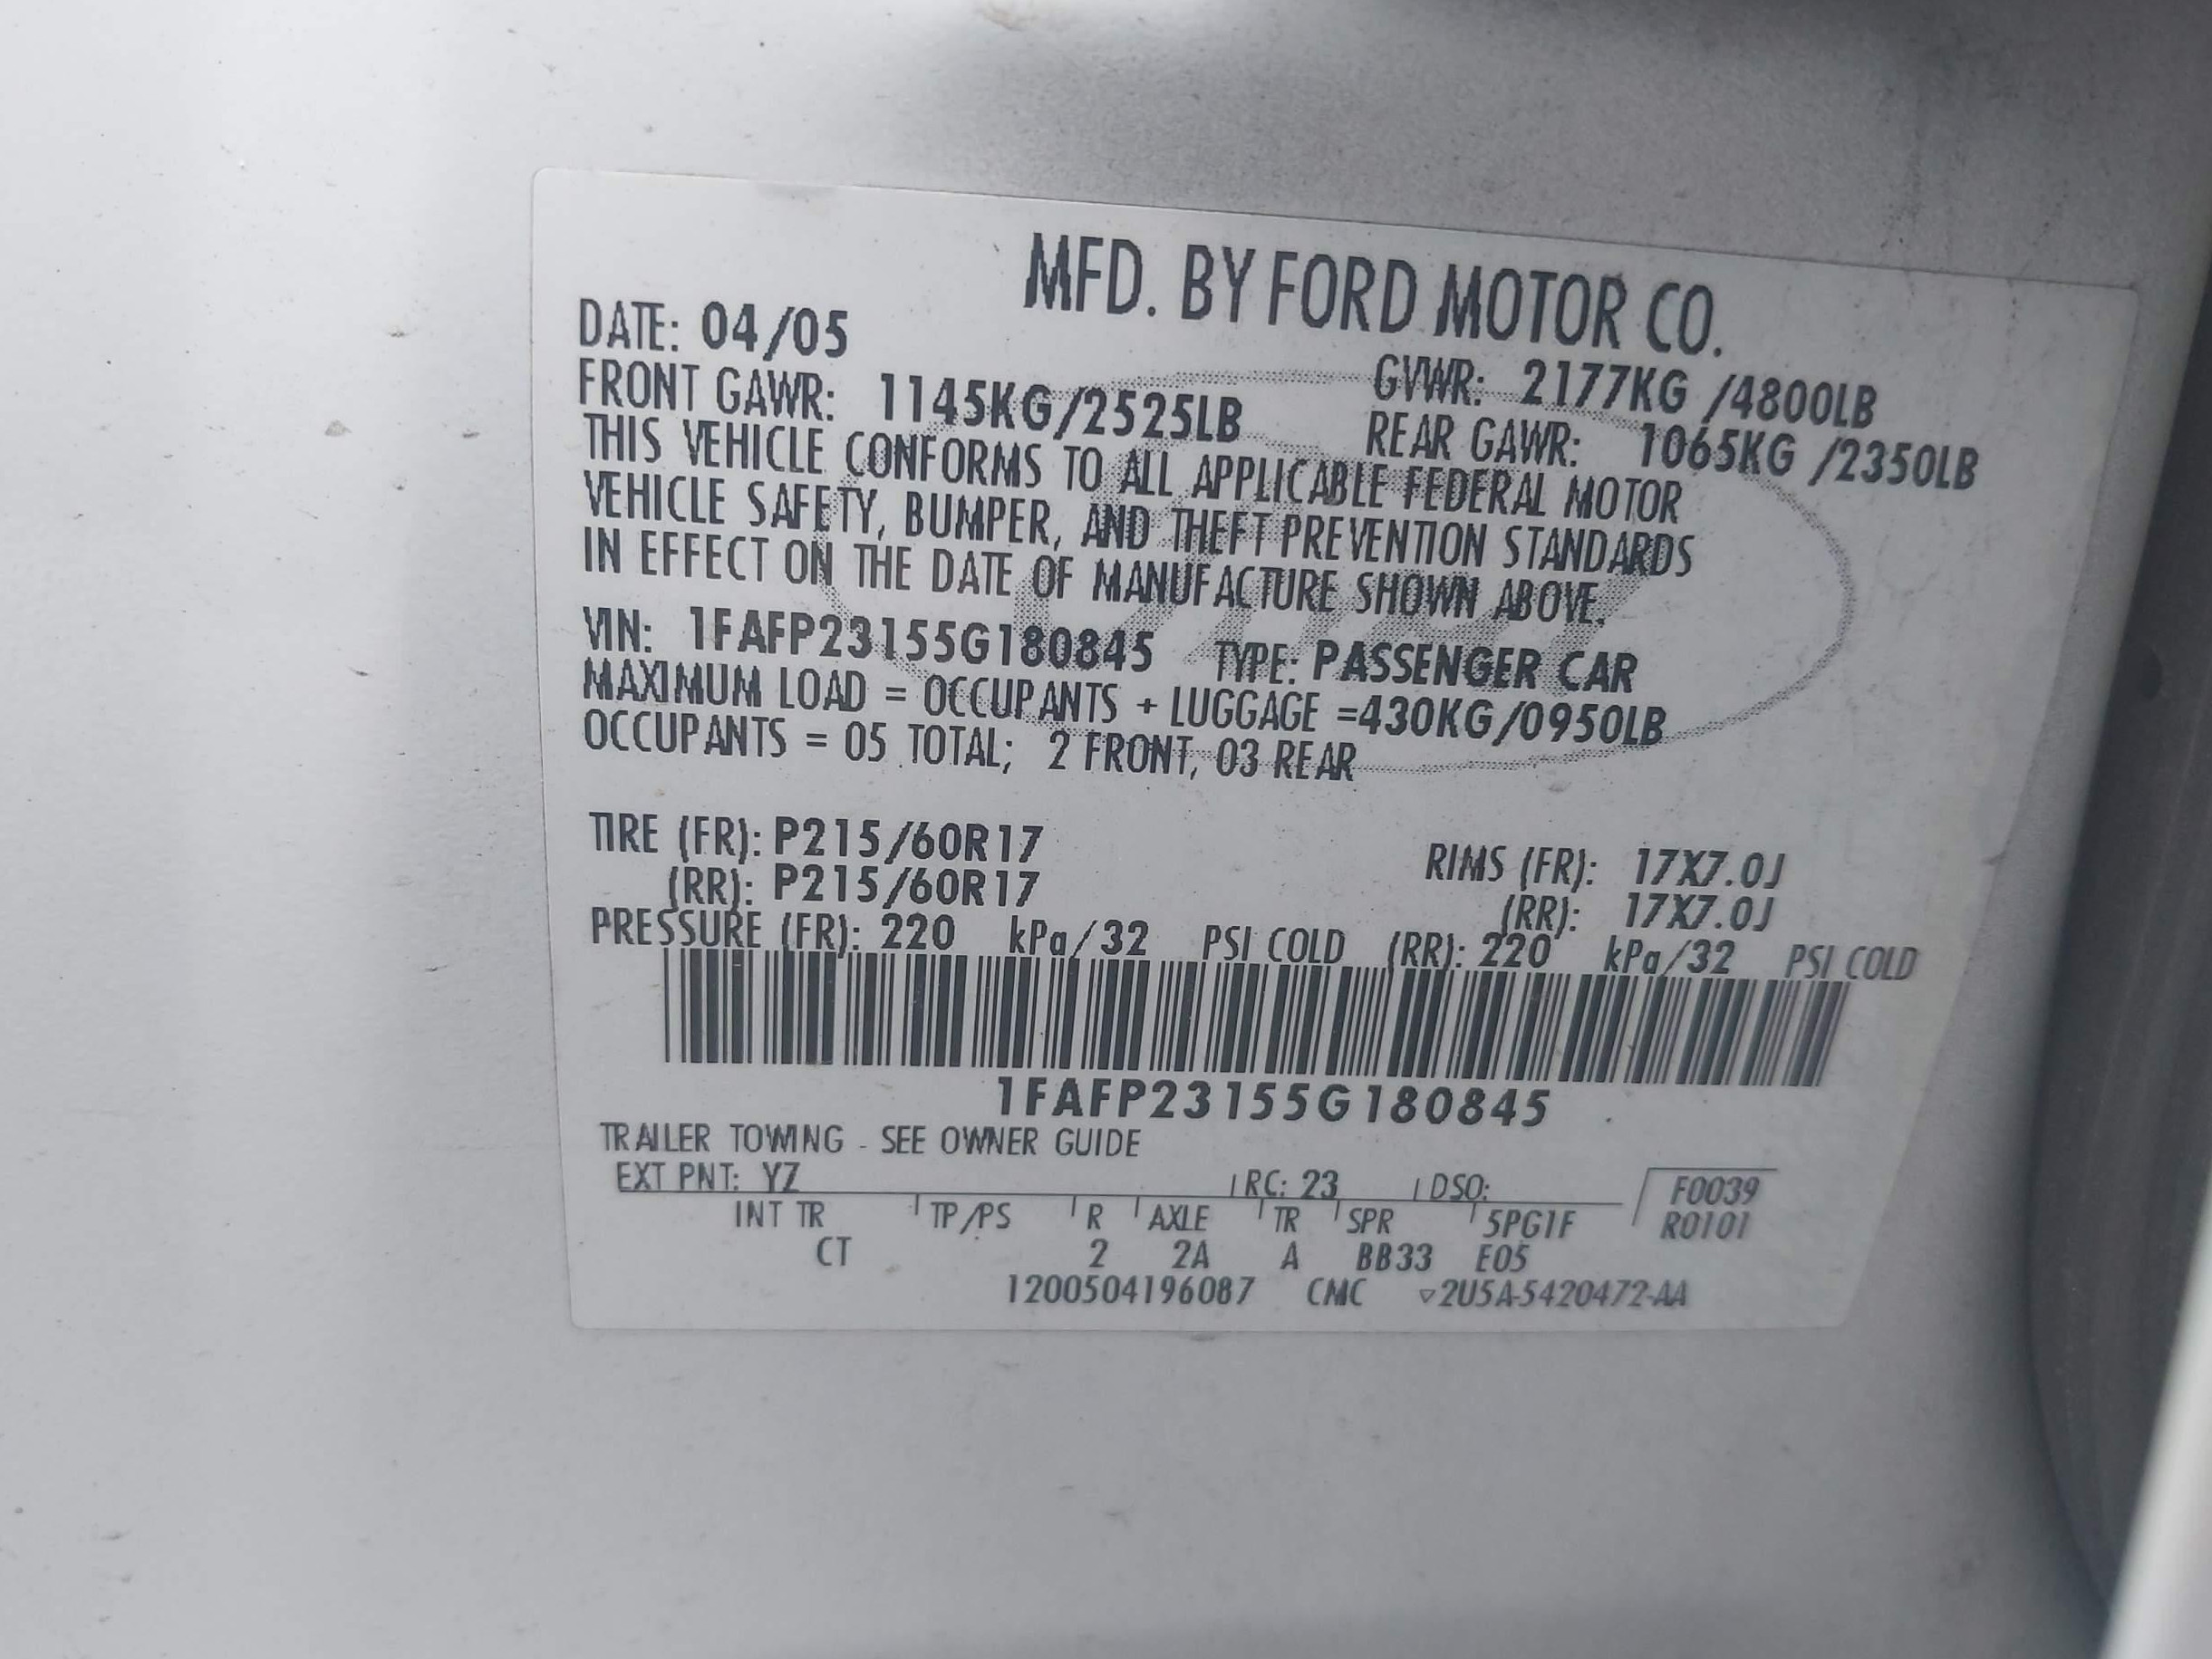 MFD. BY FORD MOTOR CO.
DATE: 04/05
GVWR: 2177KG /4800LB
FRONT GAWR: 1145KG/2525LB
REAR GAWR: 1065KG /2350LB
THIS VEHICLE CONFORMS TO ALL APPLICABLE FEDERAL MOTOR
VEHICLE SAFETY, BUMPER, AND THEFT PREVENTION STANDARDS
IN EFFECT ON THE DATE OF MANUFACTURE SHOWN ABOVE.
VIN: 1FAFP23155G180845 TYPE: PASSENGER CAR
MAXIMUM LOAD = OCCUPANTS + LUGGAGE =430KG/0950LB
OCCUPANTS = 05 TOTAL; 2 FRONT, 03 REAR
TIRE (FR): P215/60R17 RIMS (FR): 17X7.0J
(RR): P215/60R17 (RR): 17X7.0J
PRESSURE (FR): 220 kPa/32 PSI COLD (RR): 220 kPa/32 PSI COLD
1FAFP23155G180845
TRAILER TOWING - SEE OWNER GUIDE
EXT PNT: YZ RC: 23 DSO: F0039
INT TR TP/PS R AXLE TR SPR 5PG1F R0101
CT 2 2A A BB33 E05
1200504196087 CMC ▽2U5A-5420472-AA